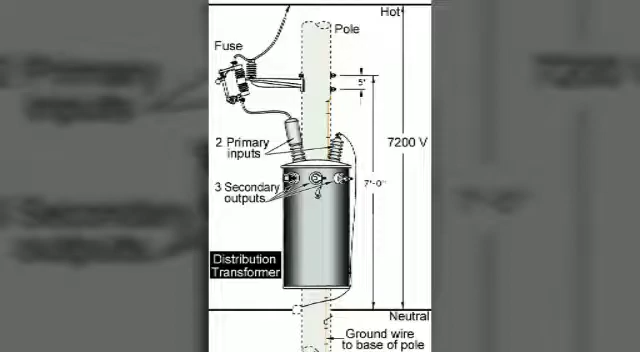 Hot
Pole
Fuse
5"
2 Primary
inputs
7200 V
7'-0"
3 Secondary
outputs
Distribution
Transformer
Neutral
Ground wire
to base of pole